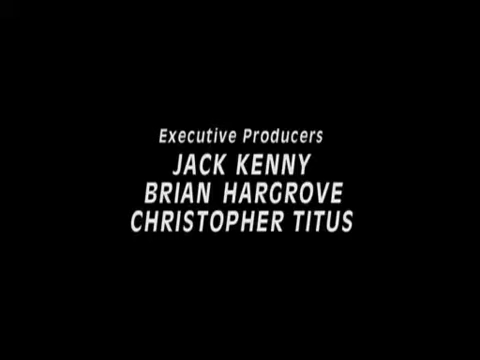 Executive Producers
JACK KENNY
BRIAN HARGROVE
CHRISTOPHER TITUS